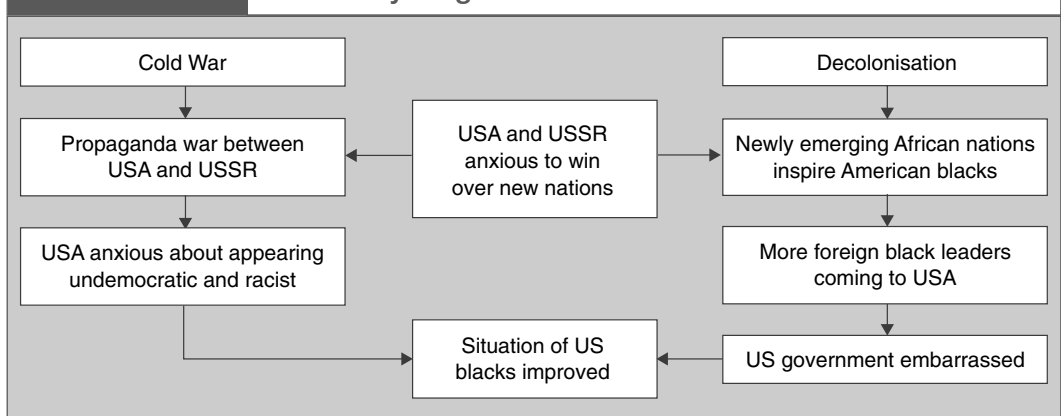 Cold War
Propaganda war between
USA and USSR
USA anxious about appearing
undemocratic and racist
USA and USSR
anxious to win
over new nations
Situation of US
blacks improved
Decolonisation
Newly emerging African nations
inspire American blacks
More foreign black leaders
coming to USA
US government embarrassed